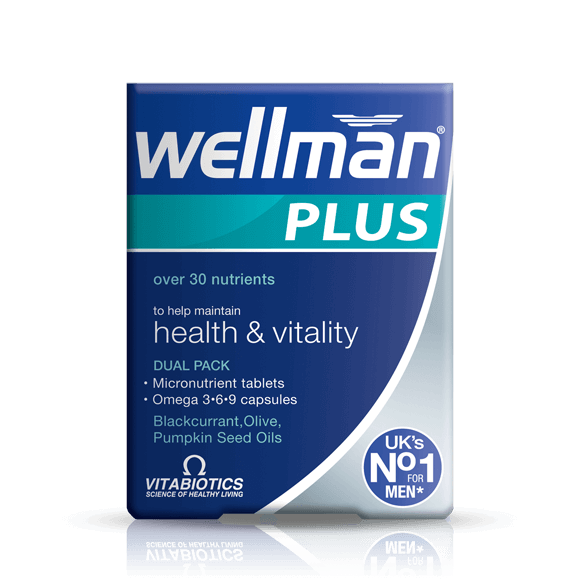 wellman®
PLUS
over 30 nutrients
to help maintain
health & vitality
DUAL PACK
• Micronutrient tablets
• Omega 3•6•9 capsules
Blackcurrant,Olive,
Pumpkin Seed Oils
UK's
No1
FOR
MEN*
VITABIOTICS
SCIENCE OF HEALTHY LIVING